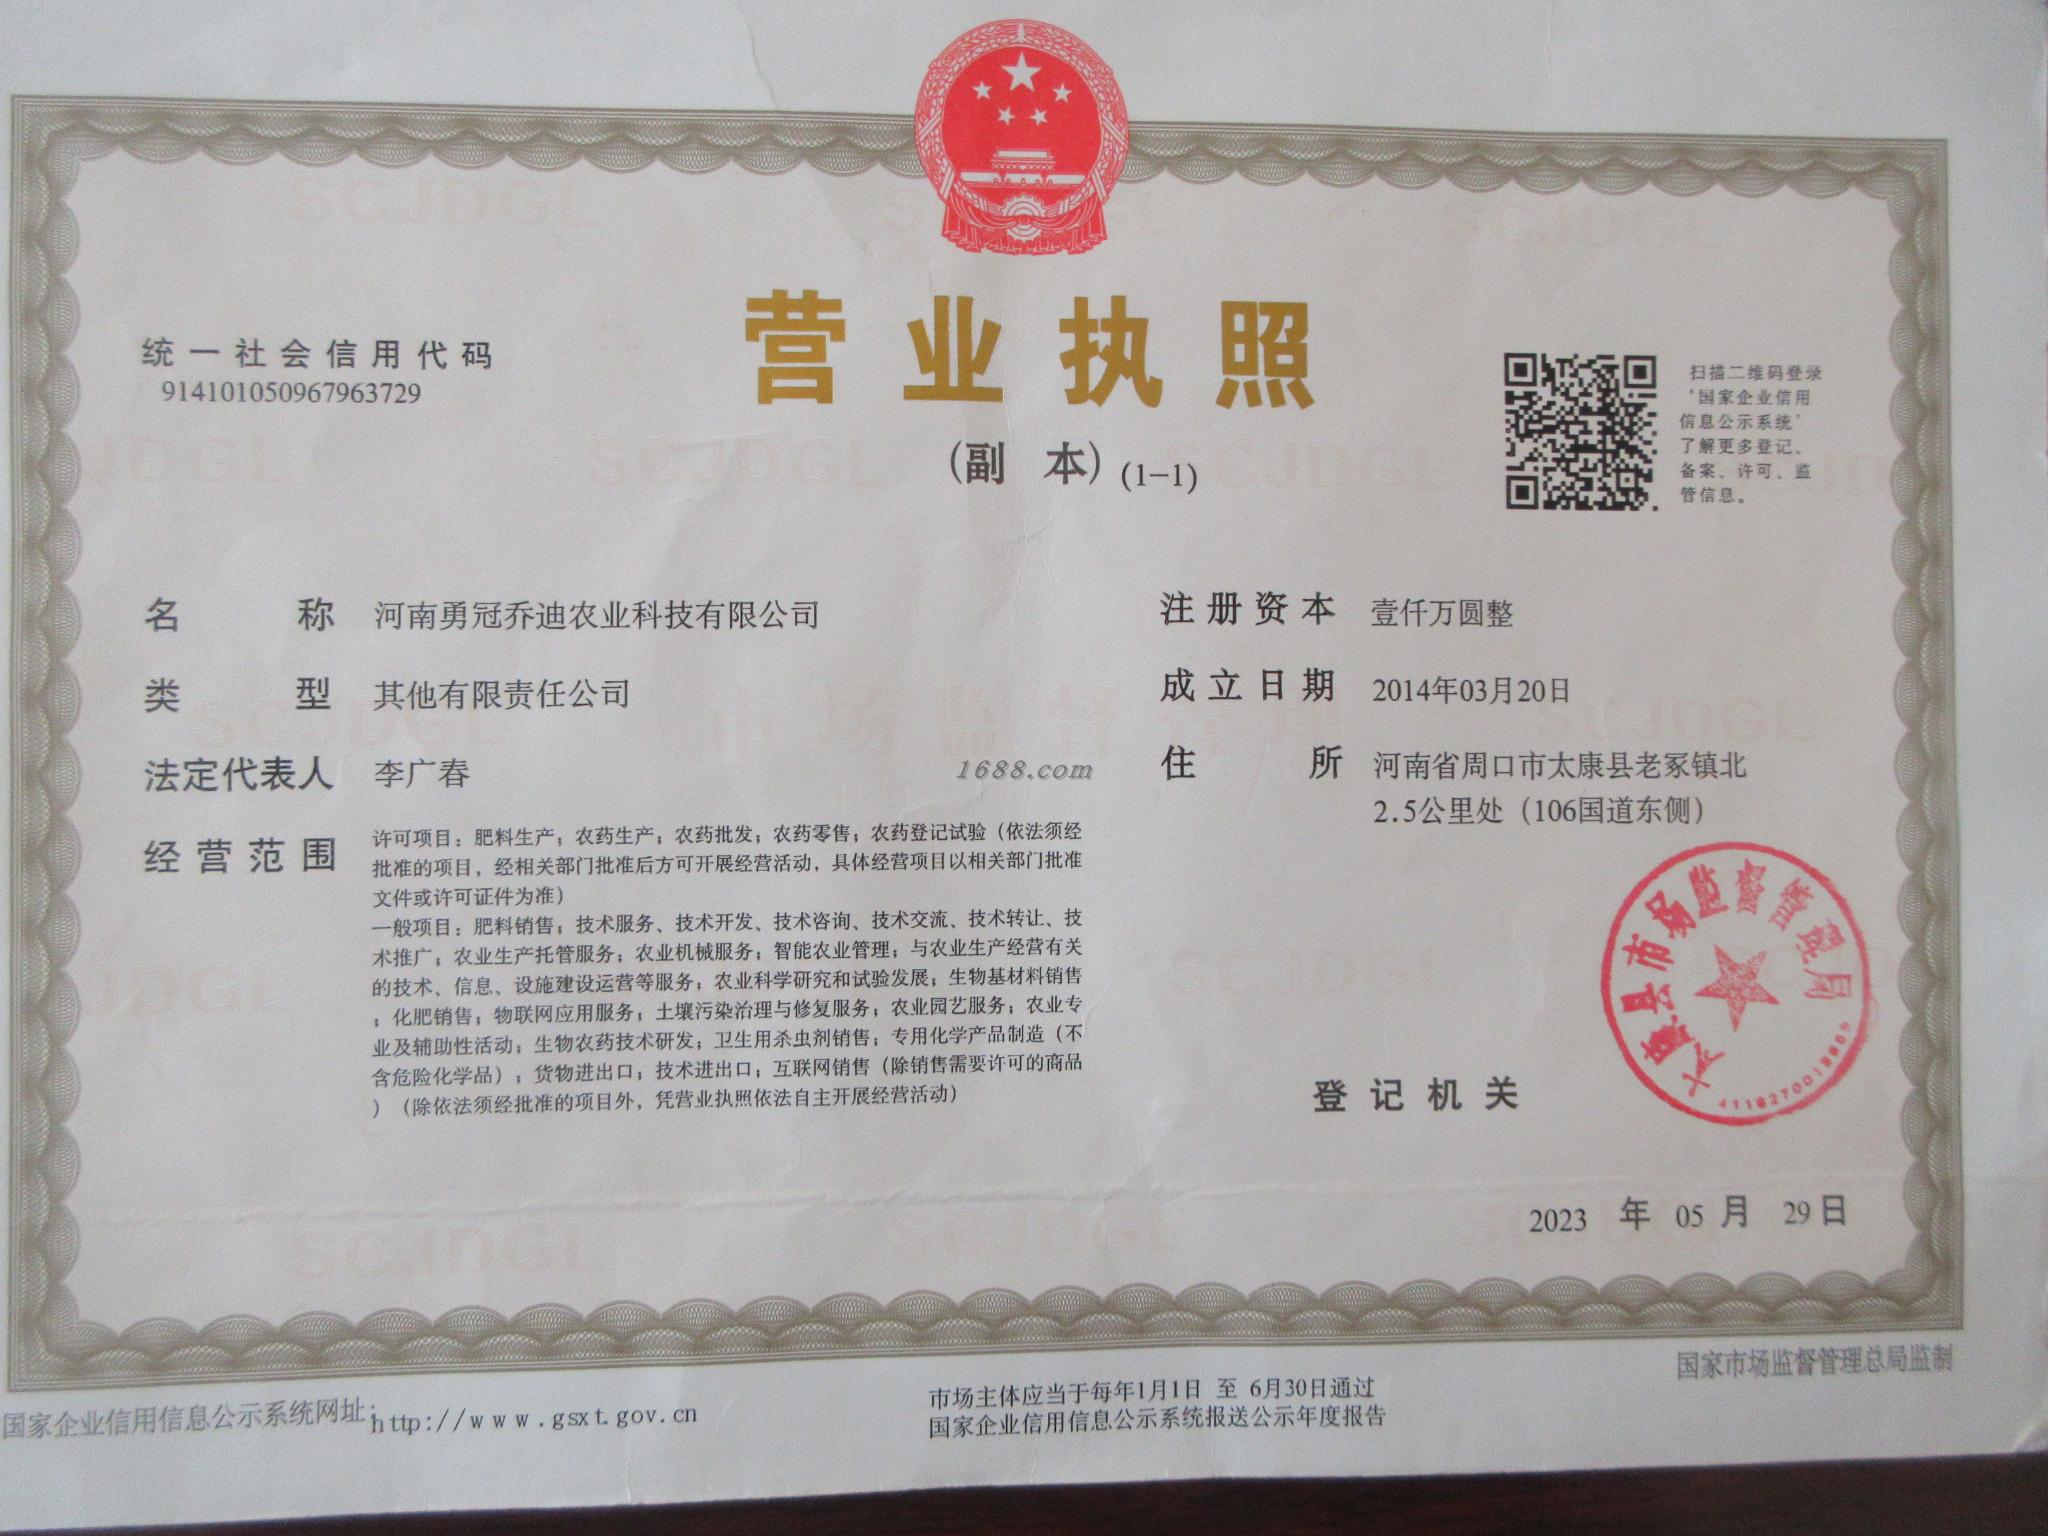 营业执照
(副 本) (1-1)
统一社会信用代码
914101050967963729
扫描二维码登录
‘国家企业信用
信息公示系统’
了解更多登记、
备案、许可、监
管信息。
名 称 河南勇冠乔迪农业科技有限公司
类 型 其他有限责任公司
法定代表人 李广春
经营范围 许可项目：肥料生产；农药生产；农药批发；农药零售；农药登记试验（依法须经
批准的项目，经相关部门批准后方可开展经营活动，具体经营项目以相关部门批准
文件或许可证件为准）
一般项目：肥料销售；技术服务、技术开发、技术咨询、技术交流、技术转让、技
术推广；农业生产托管服务；农业机械服务；智能农业管理；与农业生产经营有关
的技术、信息、设施建设运营等服务；农业科学研究和试验发展；生物基材料销售
；化肥销售；物联网应用服务；土壤污染治理与修复服务；农业园艺服务；农业专
业及辅助性活动；生物农药技术研发；卫生用杀虫剂销售；专用化学产品制造（不
含危险化学品）；货物进出口；技术进出口；互联网销售（除销售需要许可的商品
）（除依法须经批准的项目外，凭营业执照依法自主开展经营活动）
注册资本 壹仟万圆整
成立日期 2014年03月20日
住 所 河南省周口市太康县老冢镇北
2.5公里处（106国道东侧）
1688.com
太康县市场监督管理局
登记机关
2023 年 05 月 29 日
国家企业信用信息公示系统网址：http://www.gsxt.gov.cn
市场主体应当于每年1月1日 至 6月30日通过
国家企业信用信息公示系统报送公示年度报告
国家市场监督管理总局监制